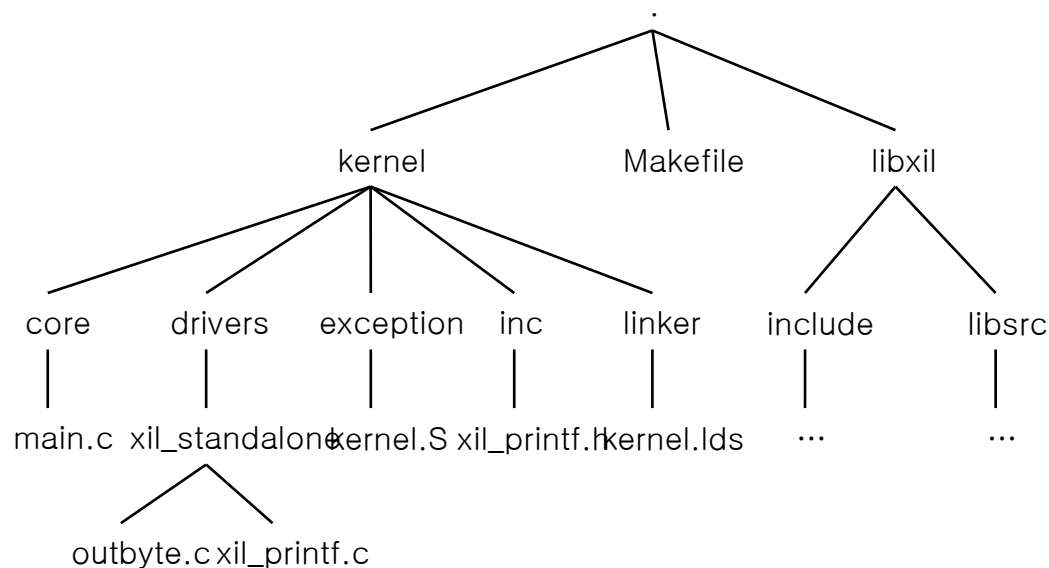 .
kernel Makefile libxil
core drivers exception inc linker include libsrc
main.c xil_standalone kernel.S xil_printf.h kernel.lds ... ...
outbyte.c xil_printf.c